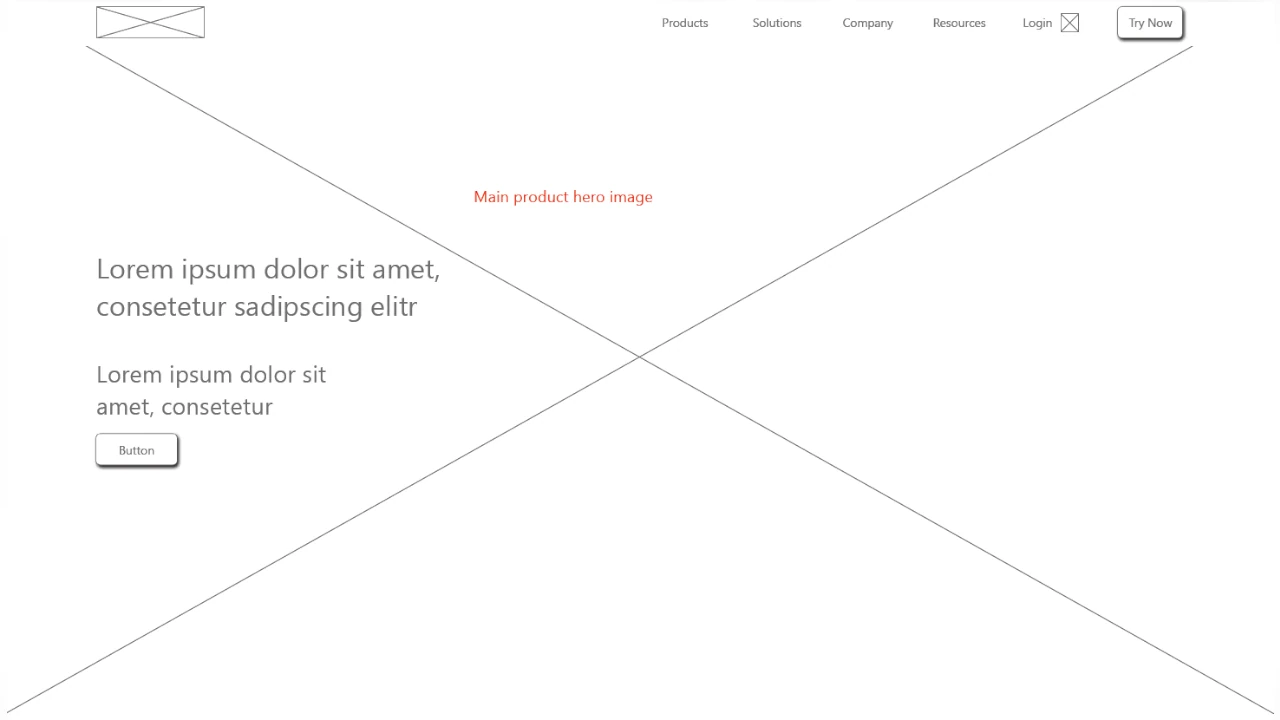 Products
Solutions
Company
Resources
Login
Try Now
Main product hero image
Lorem ipsum dolor sit amet,
consetetur sadipscing elitr
Lorem ipsum dolor sit
amet, consetetur
Button